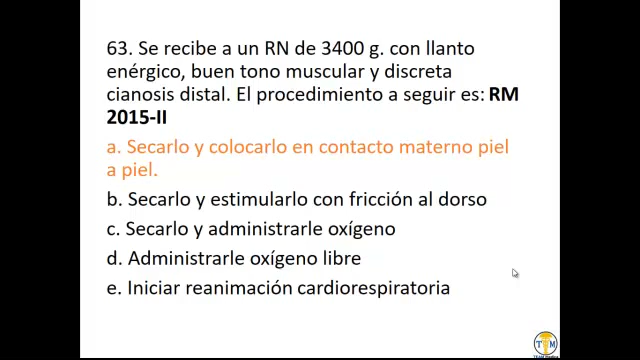 63. Se recibe a un RN de 3400 g. con llanto
enérgico, buen tono muscular y discreta
cianosis distal. El procedimiento a seguir es: RM
2015-II
a. Secarlo y colocarlo en contacto materno piel
a piel.
b. Secarlo y estimularlo con fricción al dorso
c. Secarlo y administrarle oxígeno
d. Administrarle oxígeno libre
e. Iniciar reanimación cardiorespiratoria